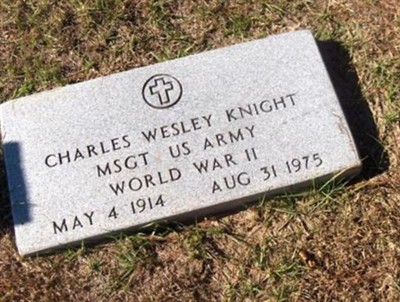 CHARLES WESLEY KNIGHT
MSGT US ARMY
WORLD WAR II
MAY 4 1914 AUG 31 1975